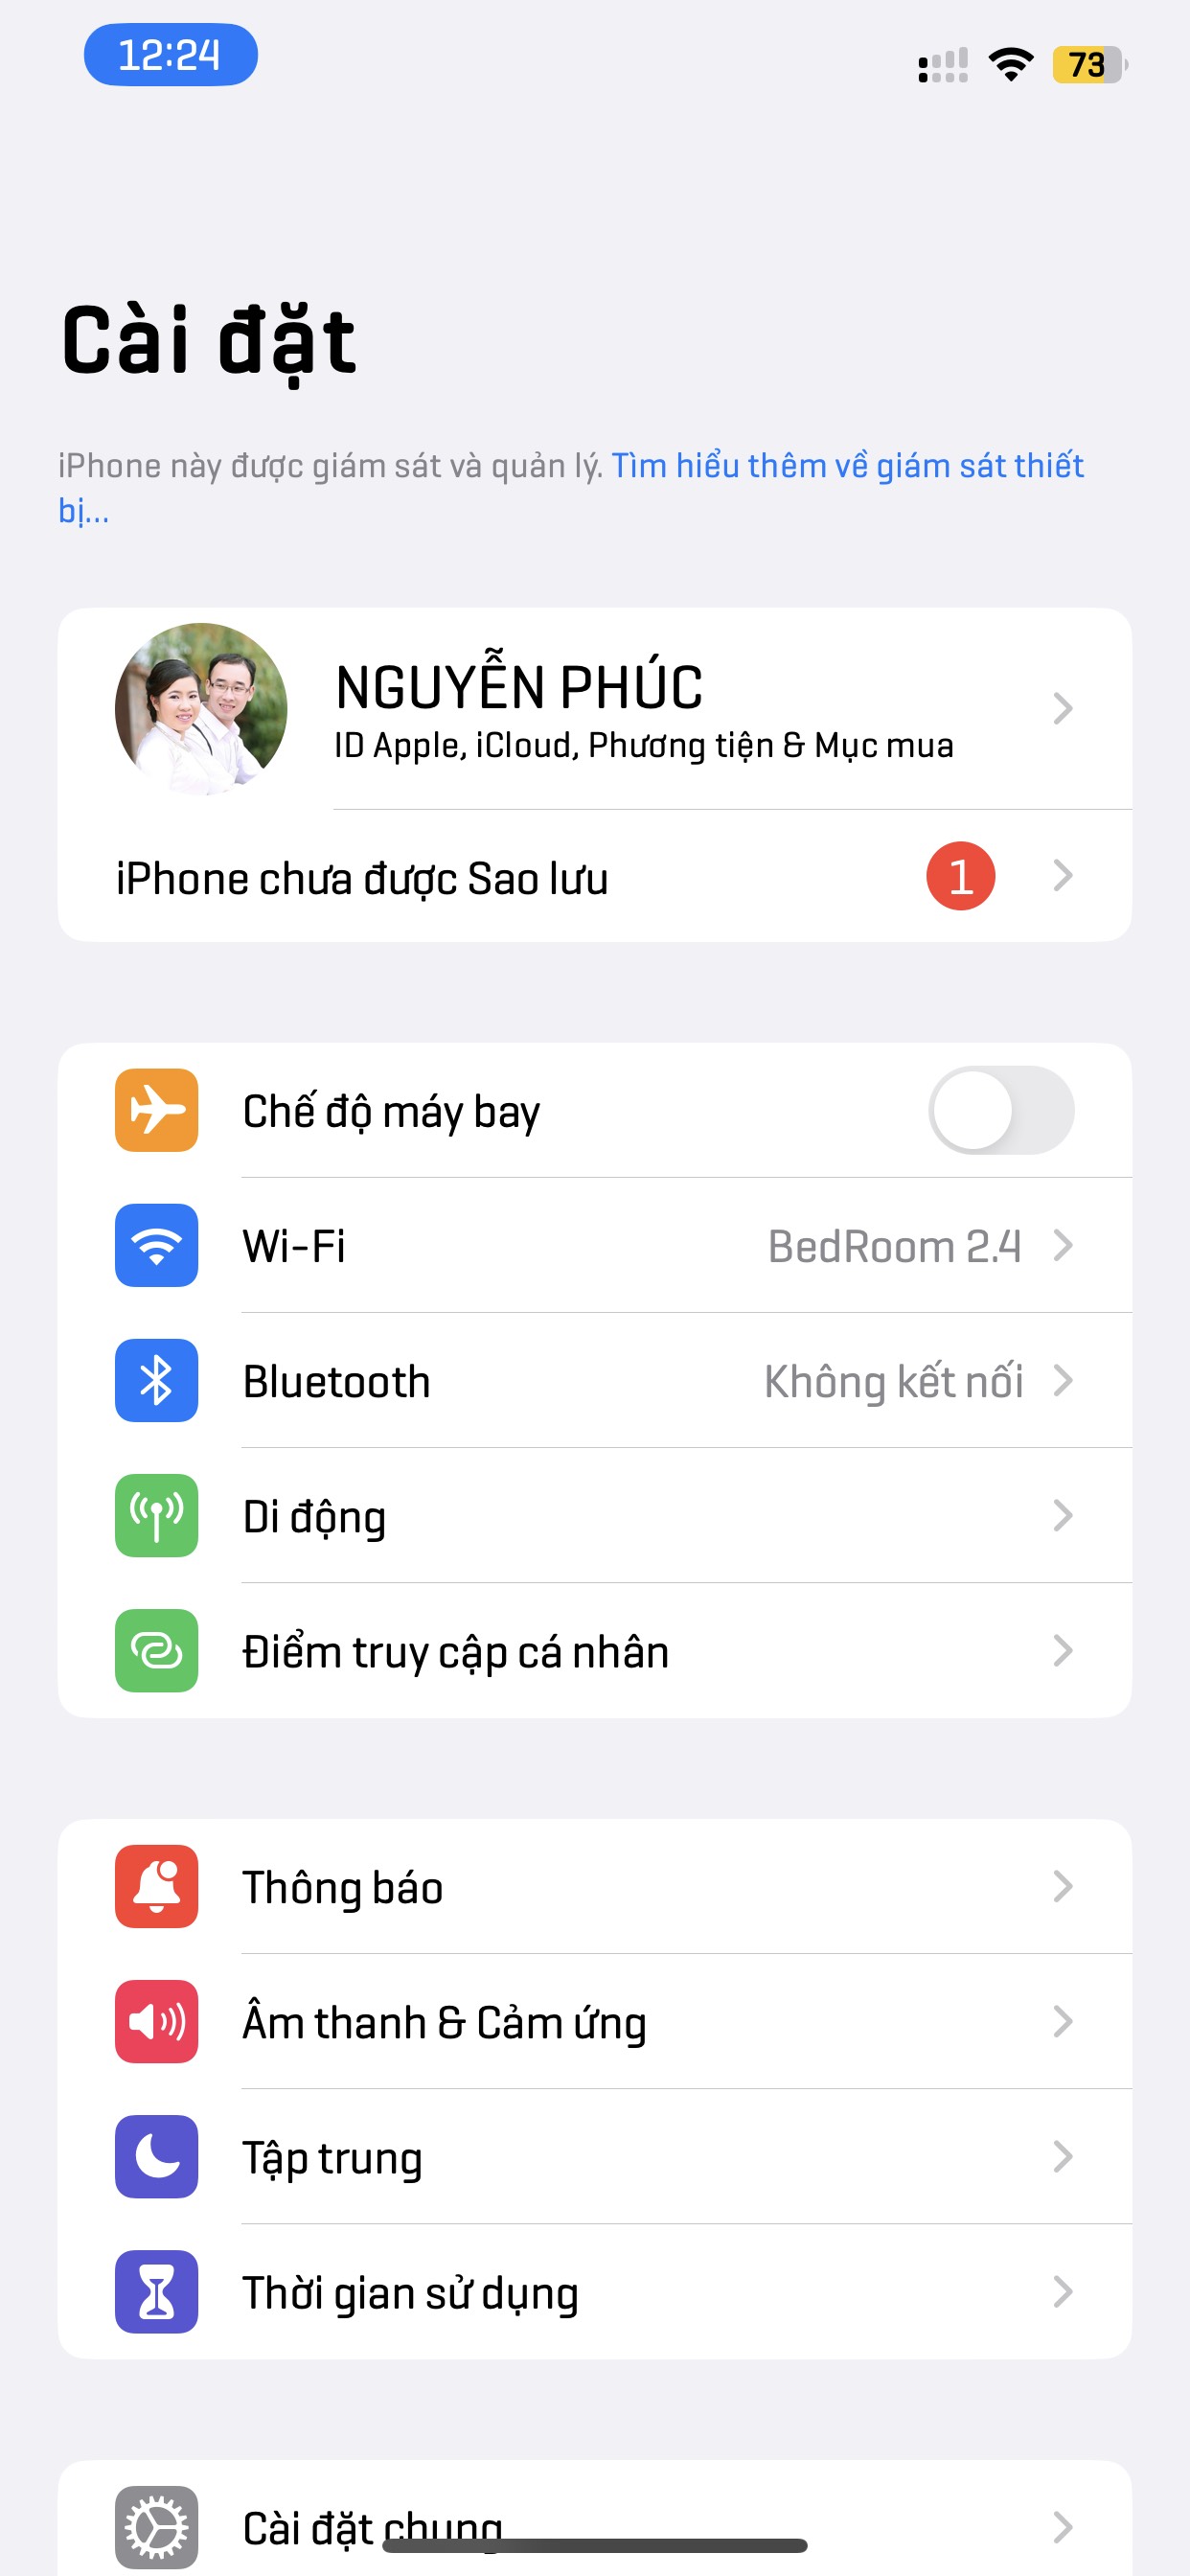 12:24
73
Cài đặt
iPhone này được giám sát và quản lý. Tìm hiểu thêm về giám sát thiết
bị...
NGUYỄN PHÚC
ID Apple, iCloud, Phương tiện & Mục mua
iPhone chưa được Sao lưu 1
Chế độ máy bay
Wi-Fi BedRoom 2.4
Bluetooth Không kết nối
Di động
Điểm truy cập cá nhân
Thông báo
Âm thanh & Cảm ứng
Tập trung
Thời gian sử dụng
Cài đặt chung